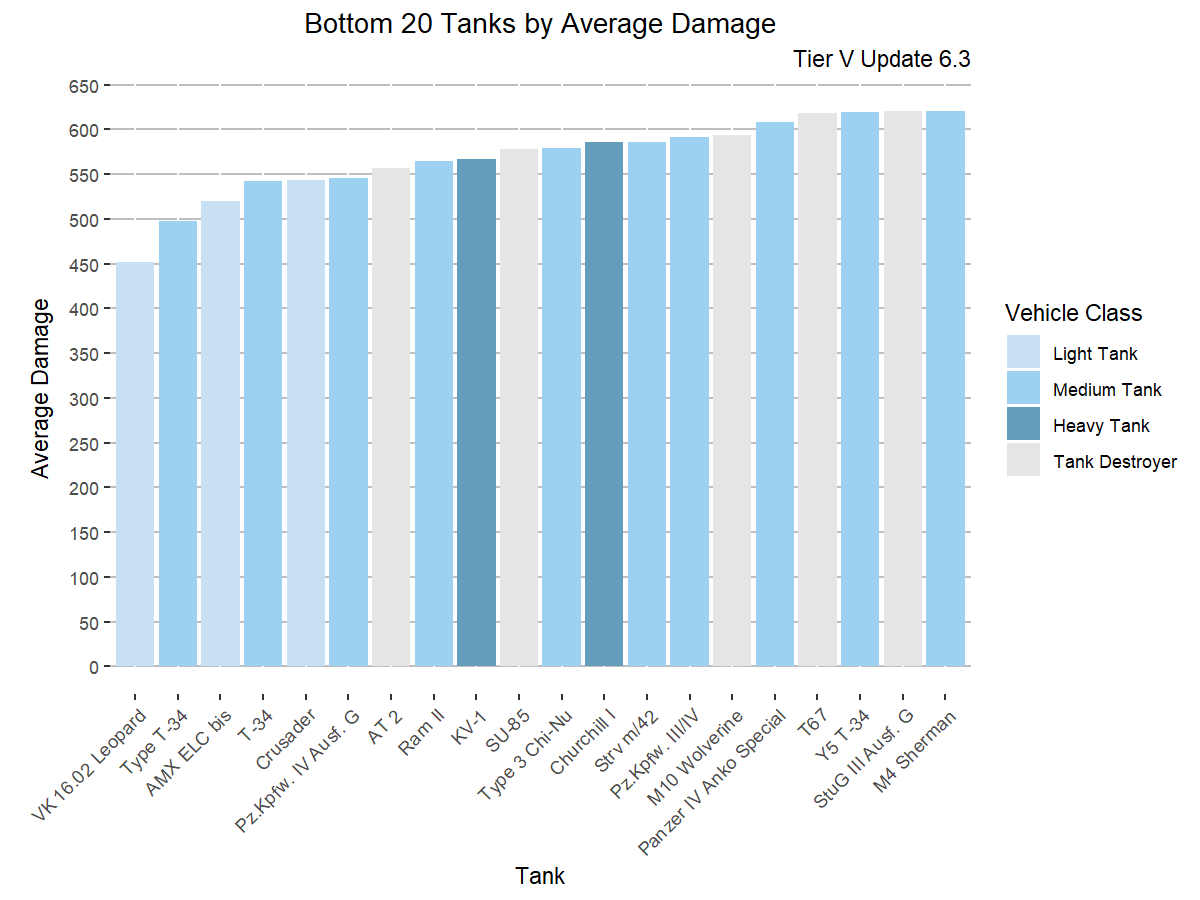 Bottom 20 Tanks by Average Damage
Tier V Update 6.3
Average Damage
650
600
550
500
450
400
350
300
250
200
150
100
50
0
VK 16.02 Leopard
Type T-34
AMX ELC bis
T-34
Crusader
Pz.Kpfw. IV Ausf. G
AT 2
Ram II
KV-1
SU-85
Type 3 Chi-Nu
Churchill I
Strv m/42
Pz.Kpfw. III/IV
M10 Wolverine
Panzer IV Anko Special
T67
Y5 T-34
StuG III Ausf. G
M4 Sherman
Tank
Vehicle Class
Light Tank
Medium Tank
Heavy Tank
Tank Destroyer